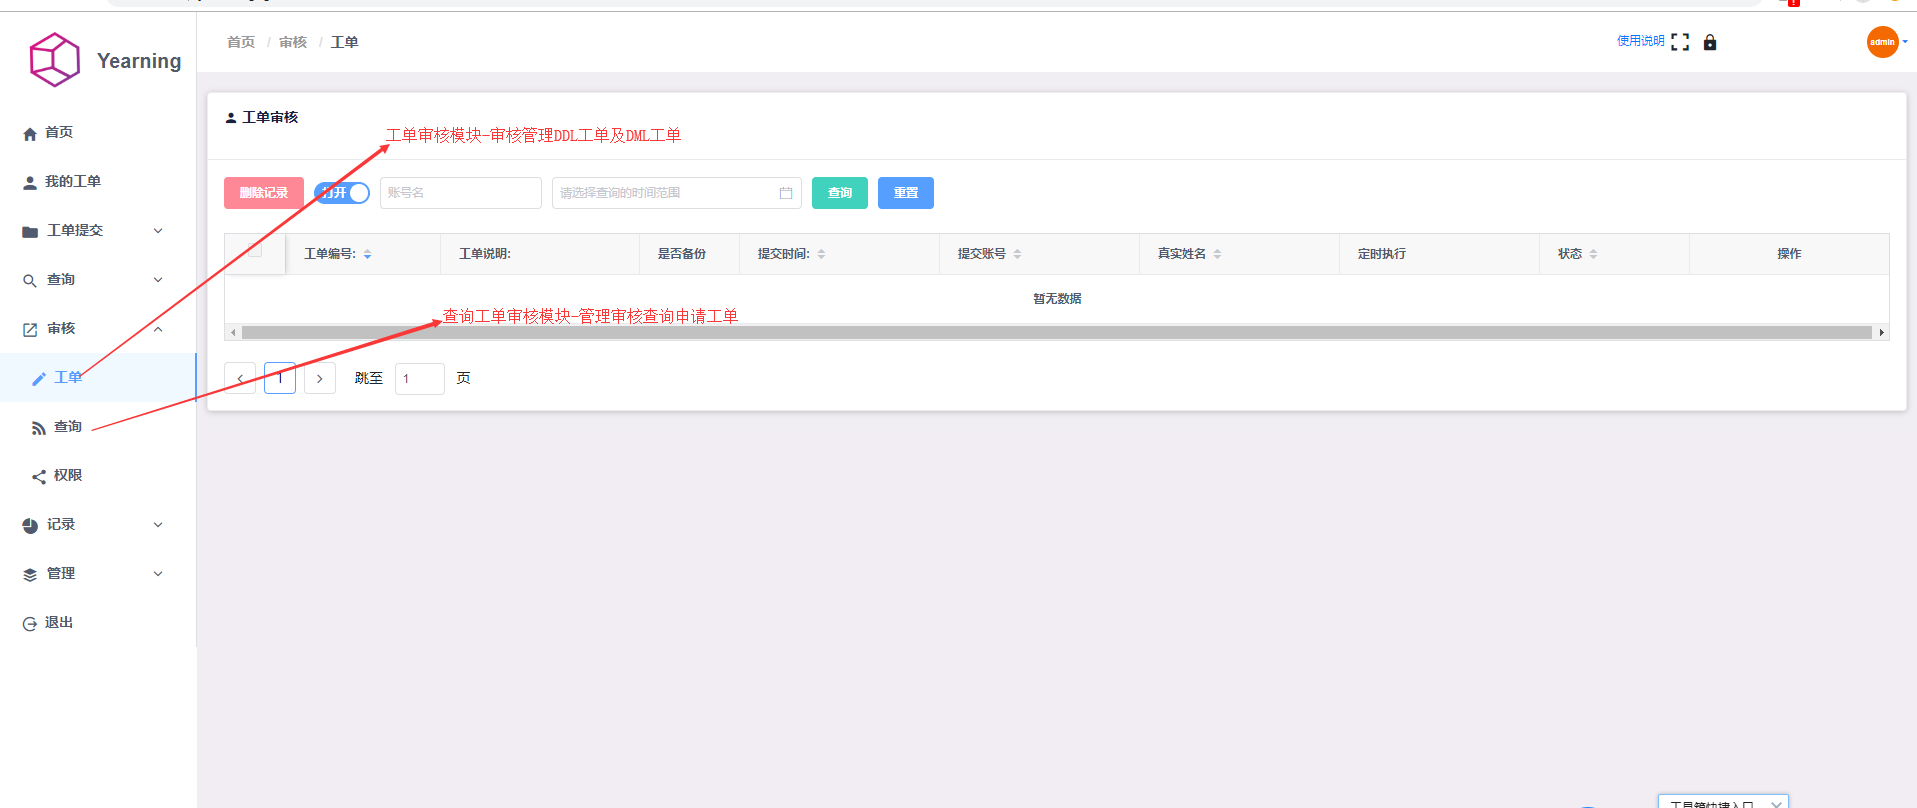 Yearning
首页 / 审核 / 工单
使用说明
admin
首页
我的工单
工单提交
查询
审核
工单
查询
权限
记录
管理
退出
工单审核
工单审核模块-审核管理DDL工单及DML工单
删除记录
打开
账号名
请选择查询的时间范围
查询
重置
工单编号: 工单说明: 是否备份 提交时间: 提交账号 真实姓名 定时执行 状态 操作
暂无数据
查询工单审核模块-管理审核查询申请工单
1 跳至 1 页
工具箱快捷入口